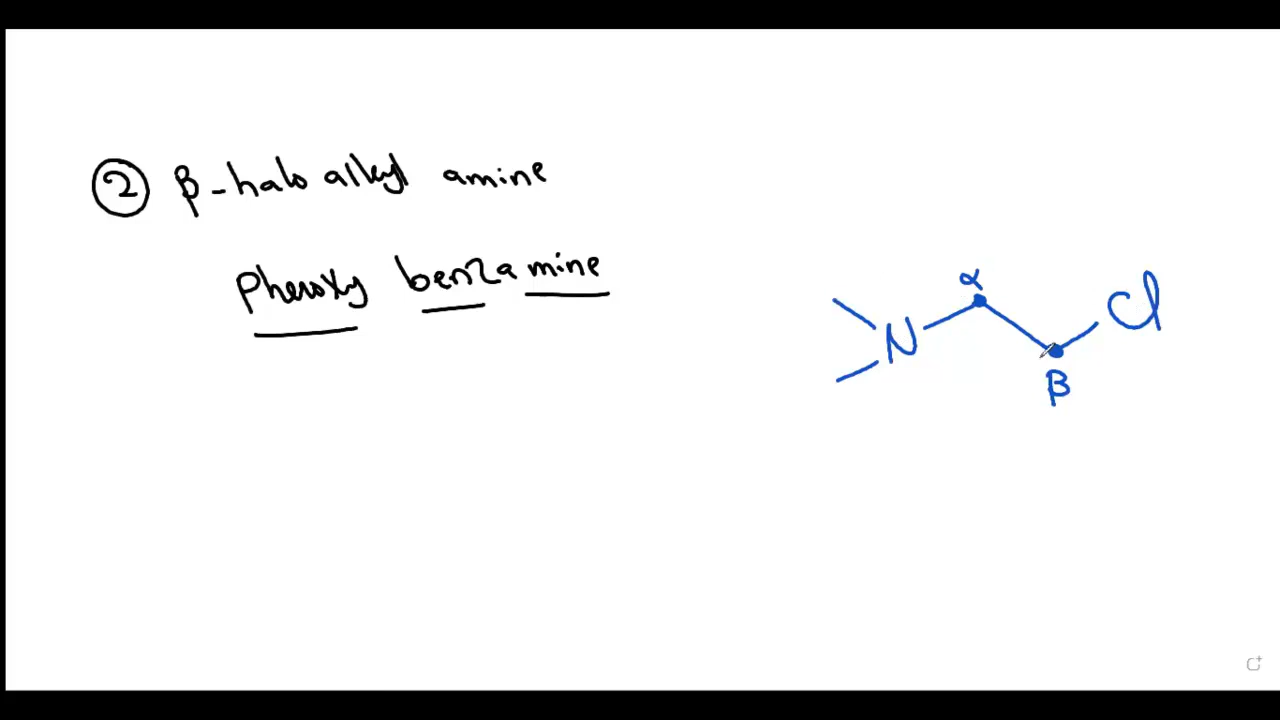 ② β-halo alkyl amine
Phenoxy benzamine
α
N
Cl
β